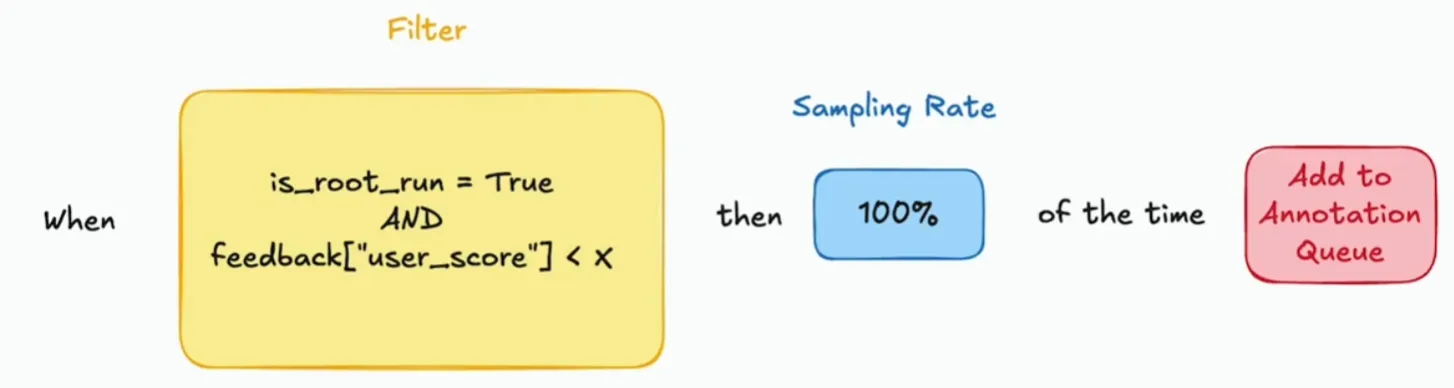 Filter
When
is_root_run = True
AND
feedback["user_score"] < x
then
Sampling Rate
100%
of the time
Add to
Annotation
Queue